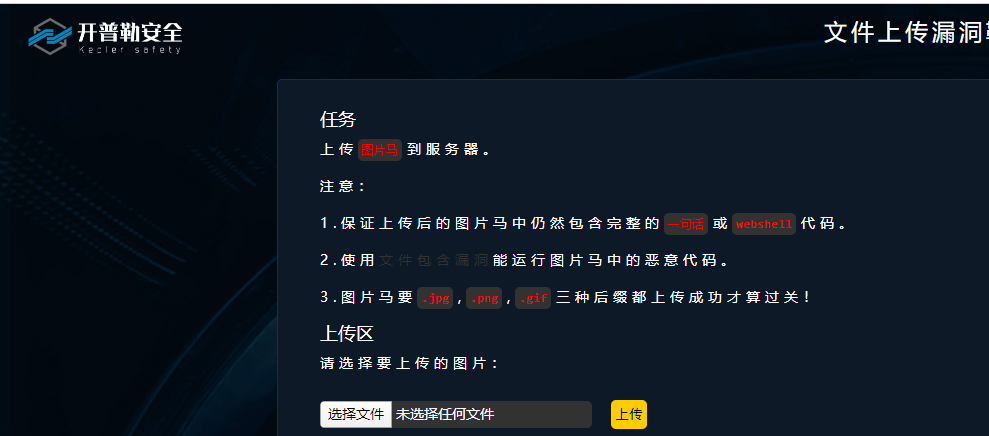 开普勒安全
Kepler safety
文件上传漏洞
任务
上传 图片马 到服务器。
注意：
1.保证上传后的图片马中仍然包含完整的 一句话 或 webshell 代码。
2.使用文件包含漏洞能运行图片马中的恶意代码。
3.图片马要 .jpg , .png , .gif 三种后缀都上传成功才算过关！
上传区
请选择要上传的图片：
选择文件 未选择任何文件 上传